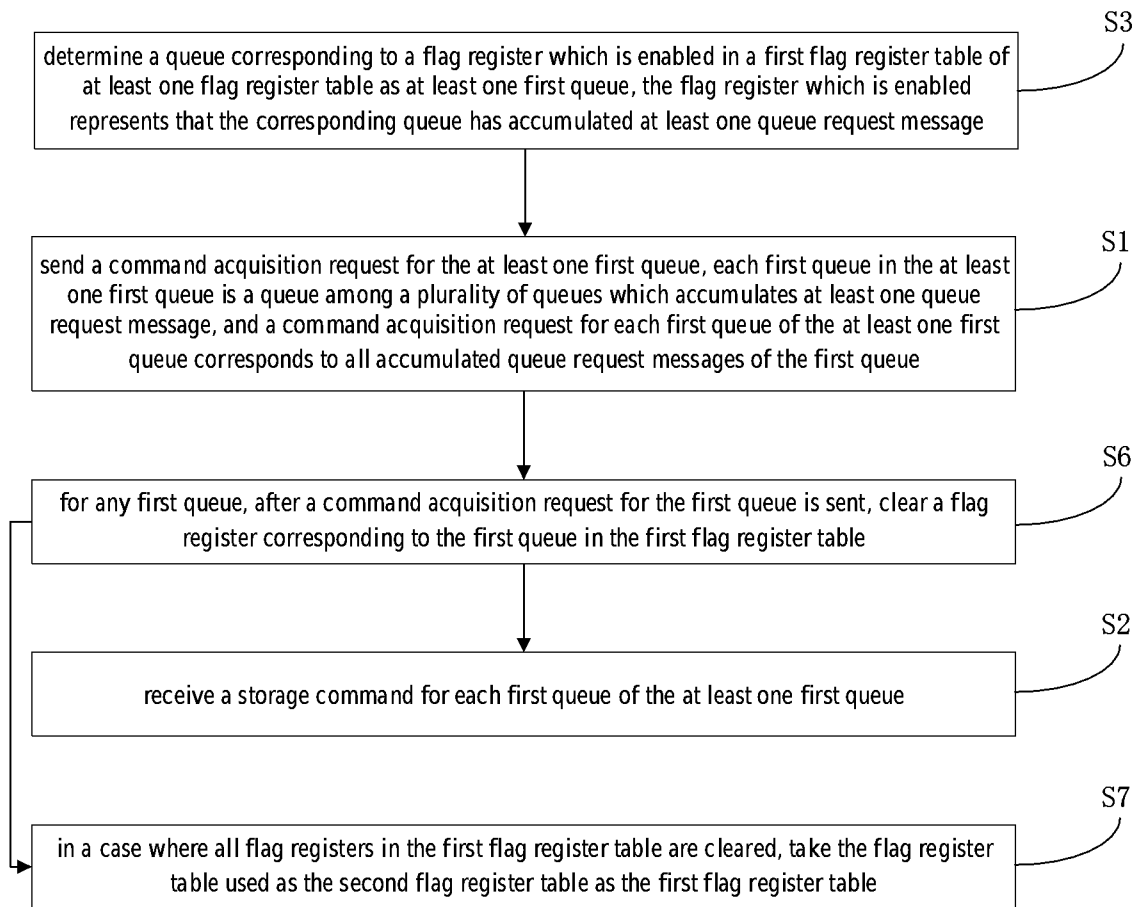 S3
determine a queue corresponding to a flag register which is enabled in a first flag register table of
at least one flag register table as at least one first queue, the flag register which is enabled
represents that the corresponding queue has accumulated at least one queue request message
S1
send a command acquisition request for the at least one first queue, each first queue in the at least
one first queue is a queue among a plurality of queues which accumulates at least one queue
request message, and a command acquisition request for each first queue of the at least one first
queue corresponds to all accumulated queue request messages of the first queue
S6
for any first queue, after a command acquisition request for the first queue is sent, clear a flag
register corresponding to the first queue in the first flag register table
S2
receive a storage command for each first queue of the at least one first queue
S7
in a case where all flag registers in the first flag register table are cleared, take the flag register
table used as the second flag register table as the first flag register table